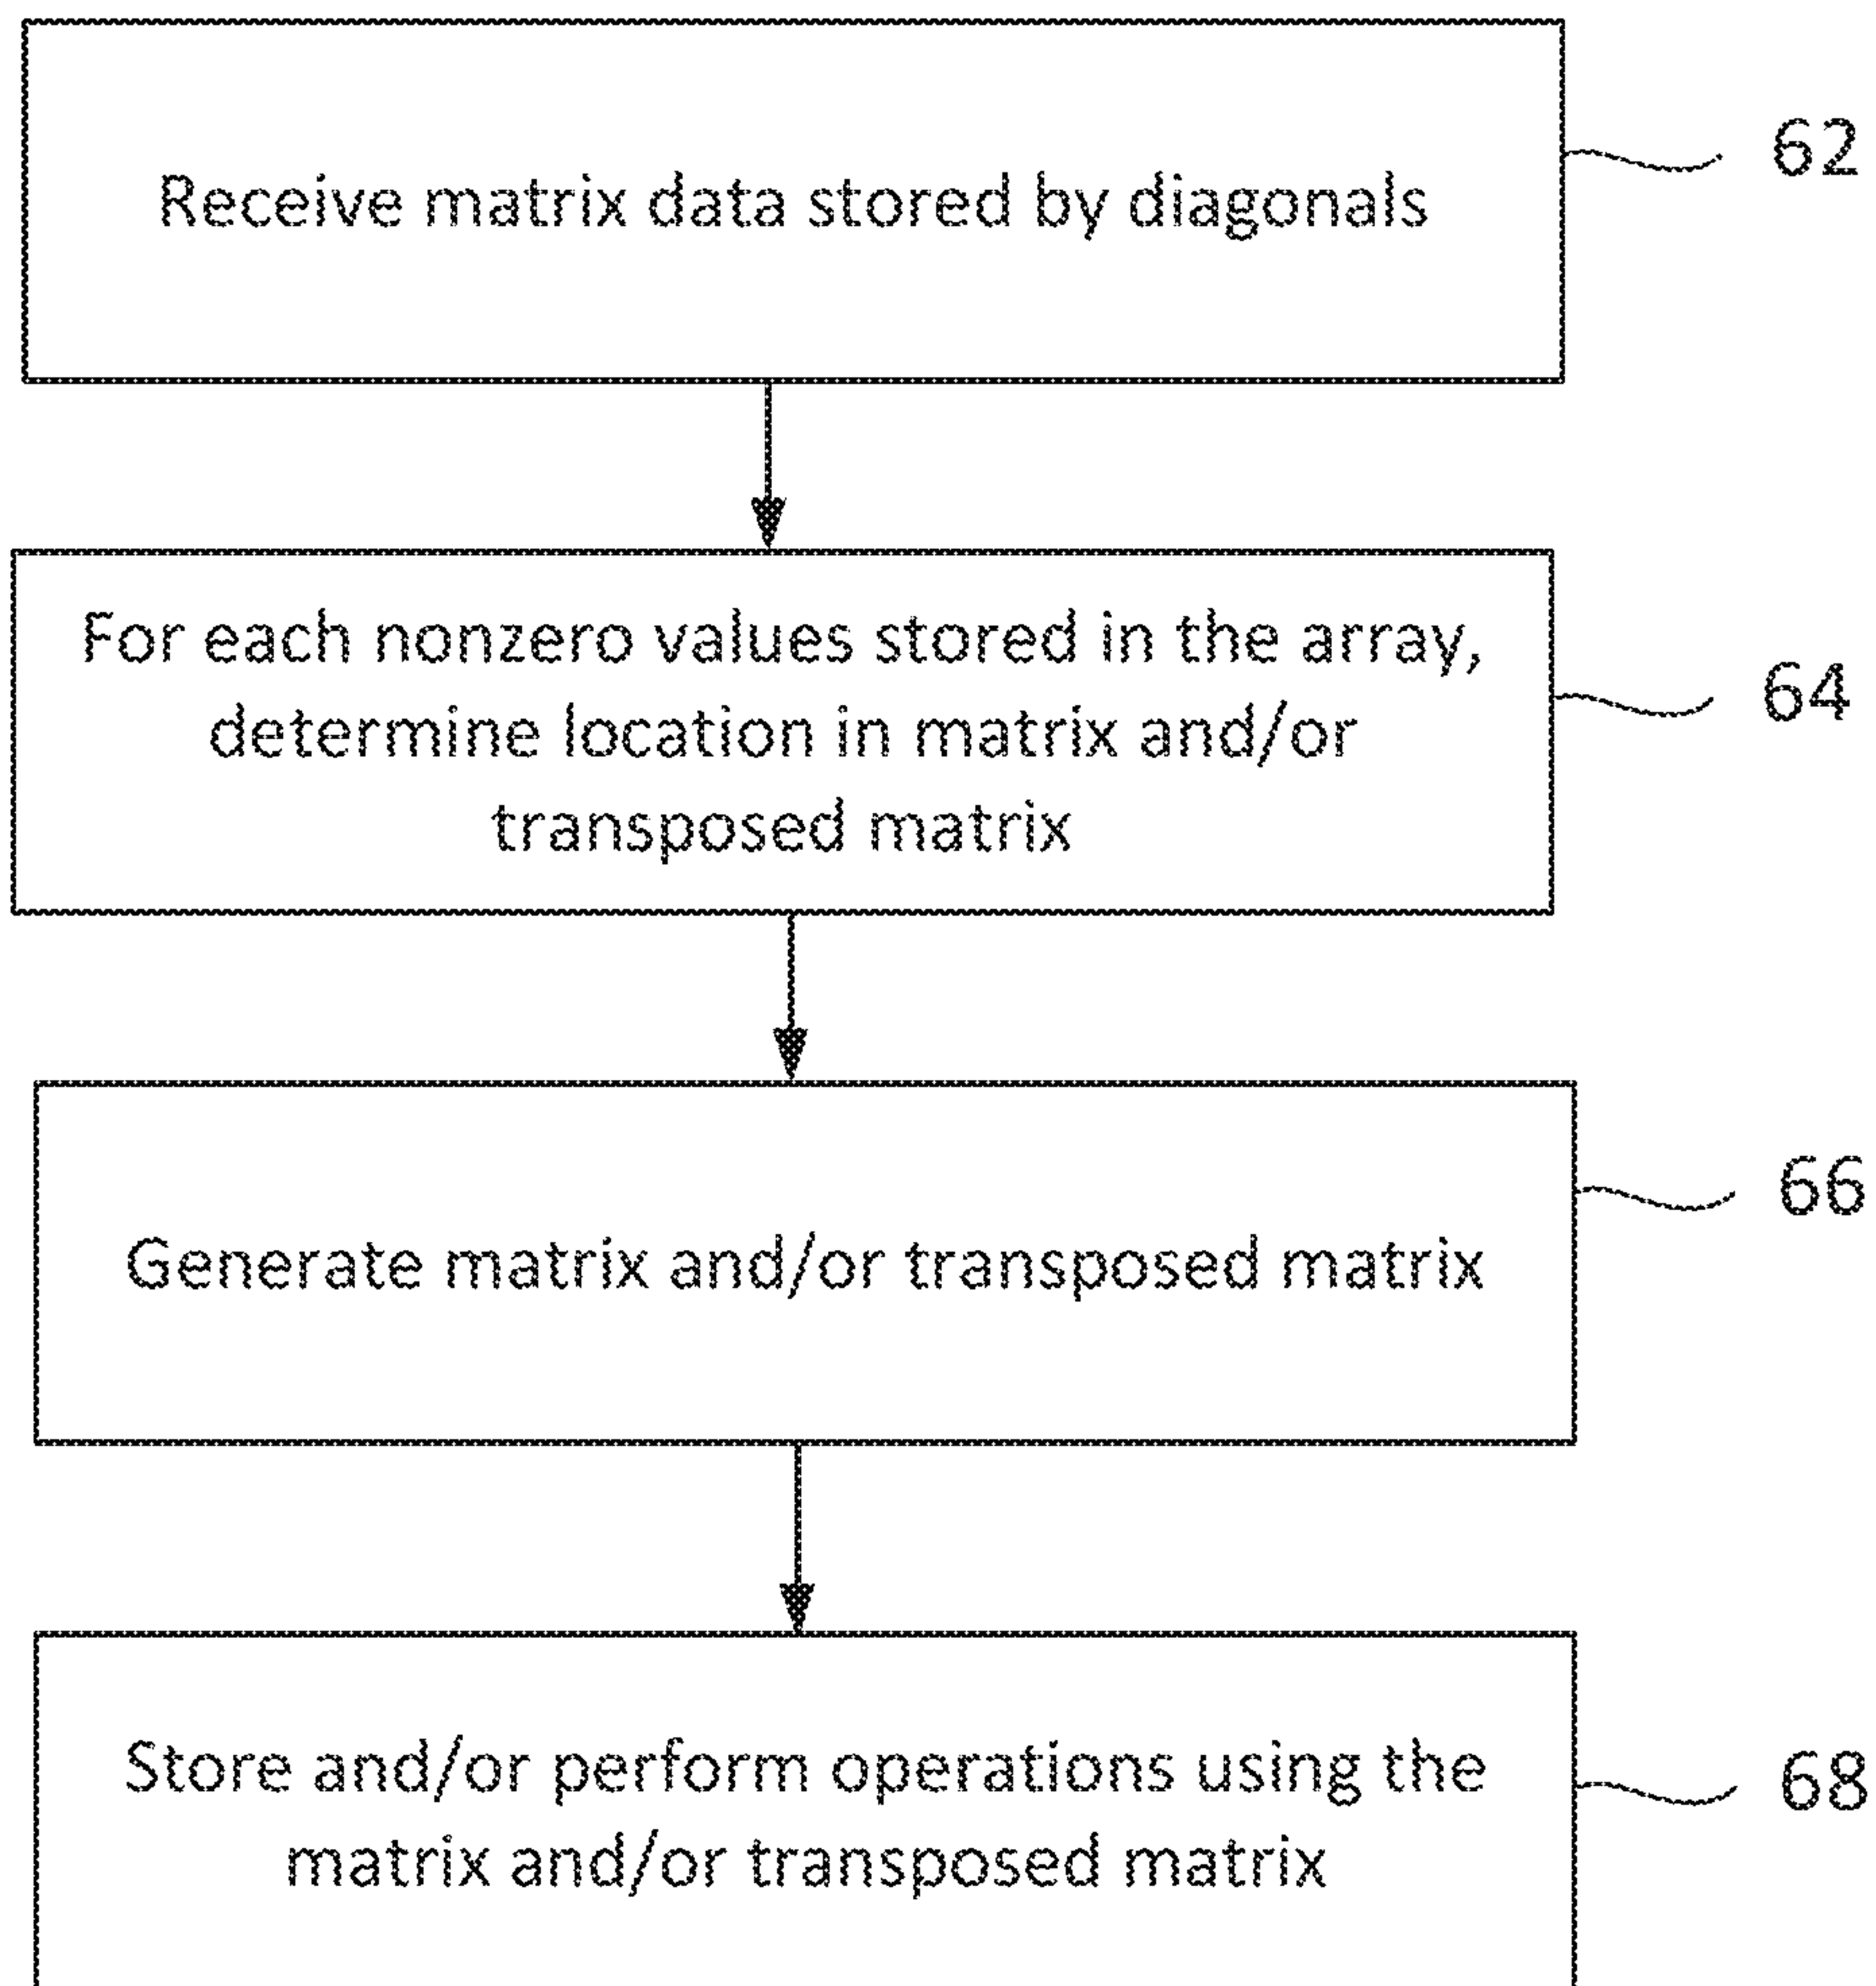 Receive matrix data stored by diagonals
62
For each nonzero values stored in the array,
determine location in matrix and/or
transposed matrix
64
Generate matrix and/or transposed matrix
66
Store and/or perform operations using the
matrix and/or transposed matrix
68